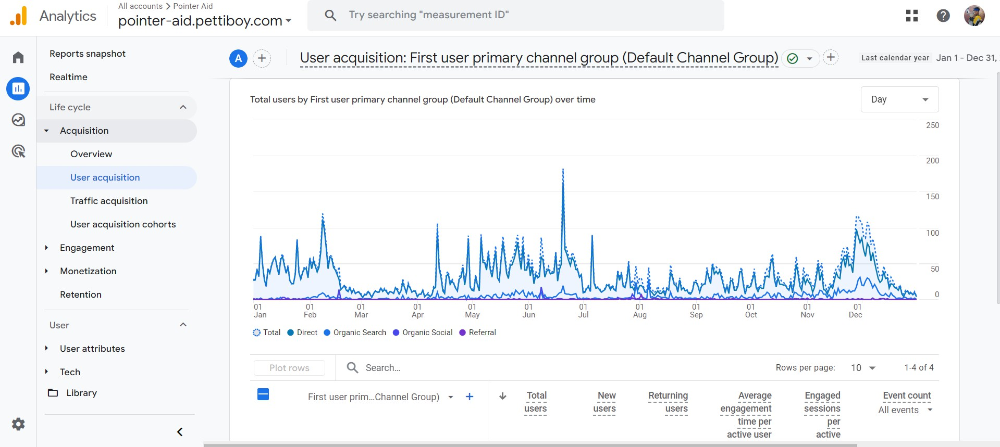 Analytics
All accounts > Pointer Aid
pointer-aid.pettiboy.com
Try searching "measurement ID"
Reports snapshot
Realtime
Life cycle
Acquisition
Overview
User acquisition
Traffic acquisition
User acquisition cohorts
Engagement
Monetization
Retention
User
User attributes
Tech
Library
A
User acquisition: First user primary channel group (Default Channel Group)
Last calendar year Jan 1 - Dec 31,
Total users by First user primary channel group (Default Channel Group) over time
Day
250
200
150
100
50
0
01 01 01 01 01 01 01 01 01 01 01 01
Jan Feb Mar Apr May Jun Jul Aug Sep Oct Nov Dec
Total Direct Organic Search Organic Social Referral
Plot rows
Search...
Rows per page: 10 1-4 of 4
First user prim...Channel Group)
Total
users
New
users
Returning
users
Average
engagement
time per
active user
Engaged
sessions
per
active
Event count
All events